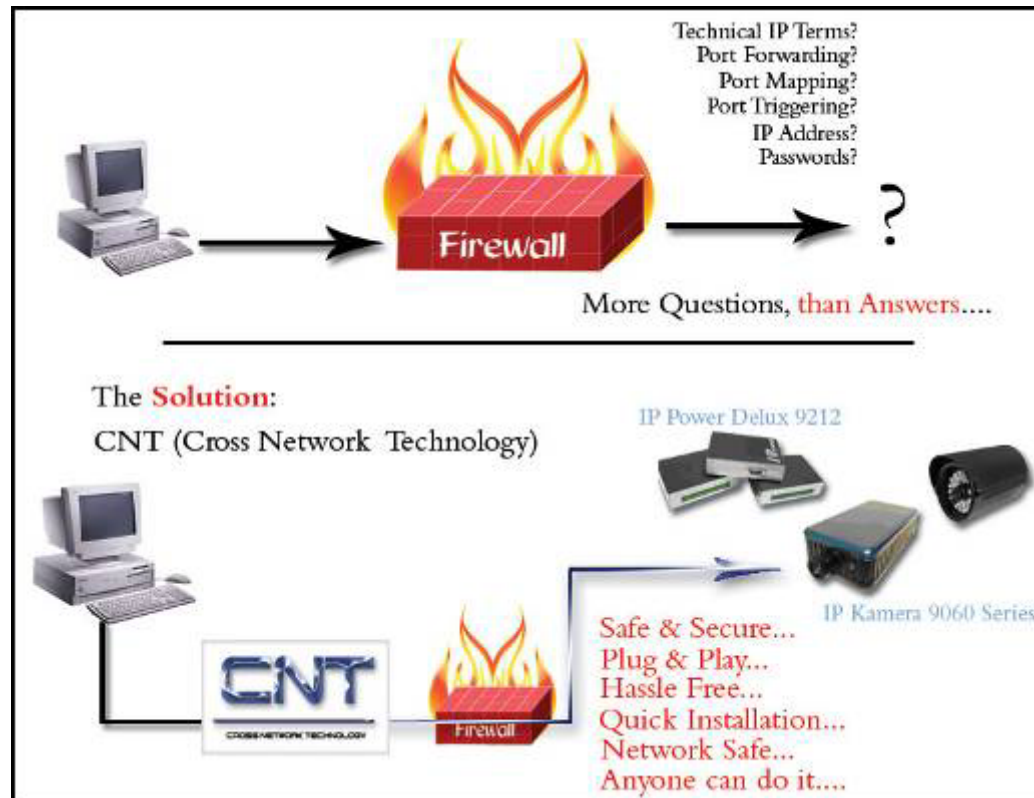 Technical IP Terms?
Port Forwarding?
Port Mapping?
Port Triggering?
IP Address?
Passwords?
?
Firewall
More Questions, than Answers....
The Solution:
CNT (Cross Network Technology)
IP Power Delux 9212
IP Kamera 9060 Series
CNT
CROSS NETWORK TECHNOLOGY
Firewall
Safe & Secure...
Plug & Play...
Hassle Free...
Quick Installation...
Network Safe...
Anyone can do it....